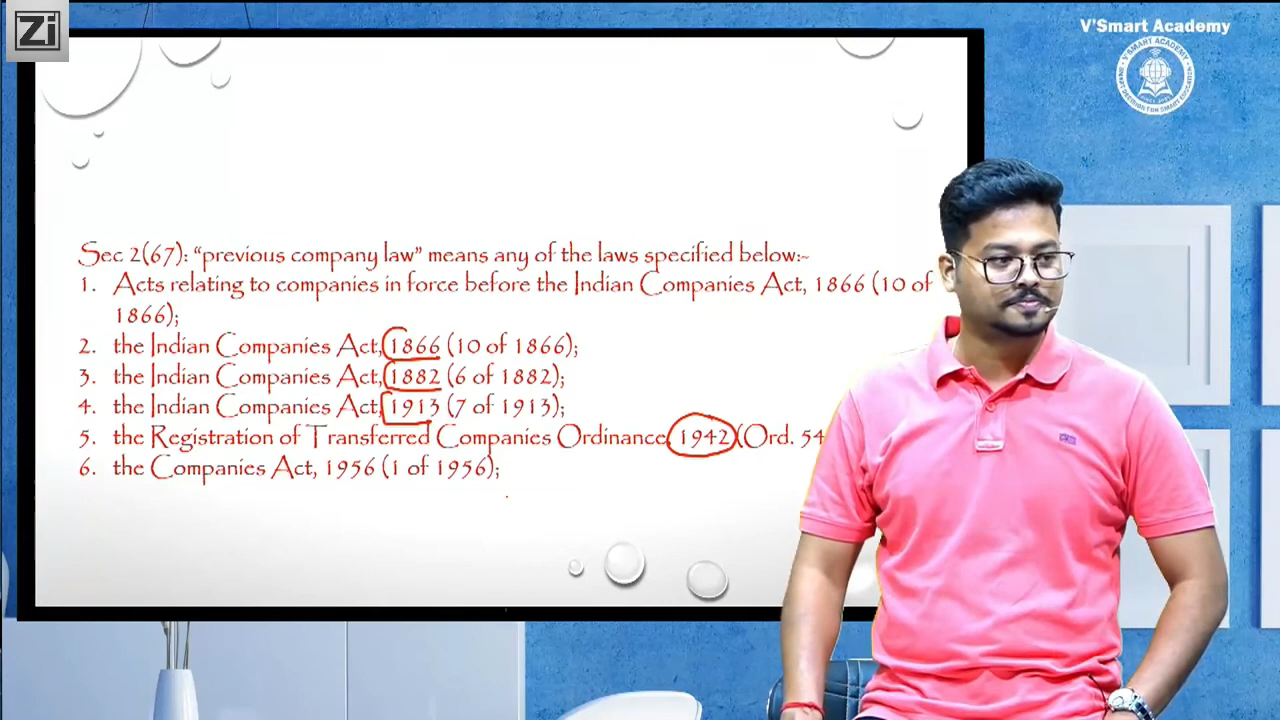 Zi
V'Smart Academy
Sec 2(67): “previous company law” means any of the laws specified below:-
1. Acts relating to companies in force before the Indian Companies Act, 1866 (10 of
1866);
2. the Indian Companies Act, 1866 (10 of 1866);
3. the Indian Companies Act, 1882 (6 of 1882);
4. the Indian Companies Act, 1913 (7 of 1913);
5. the Registration of Transferred Companies Ordinance, 1942 (Ord. 54
6. the Companies Act, 1956 (1 of 1956);